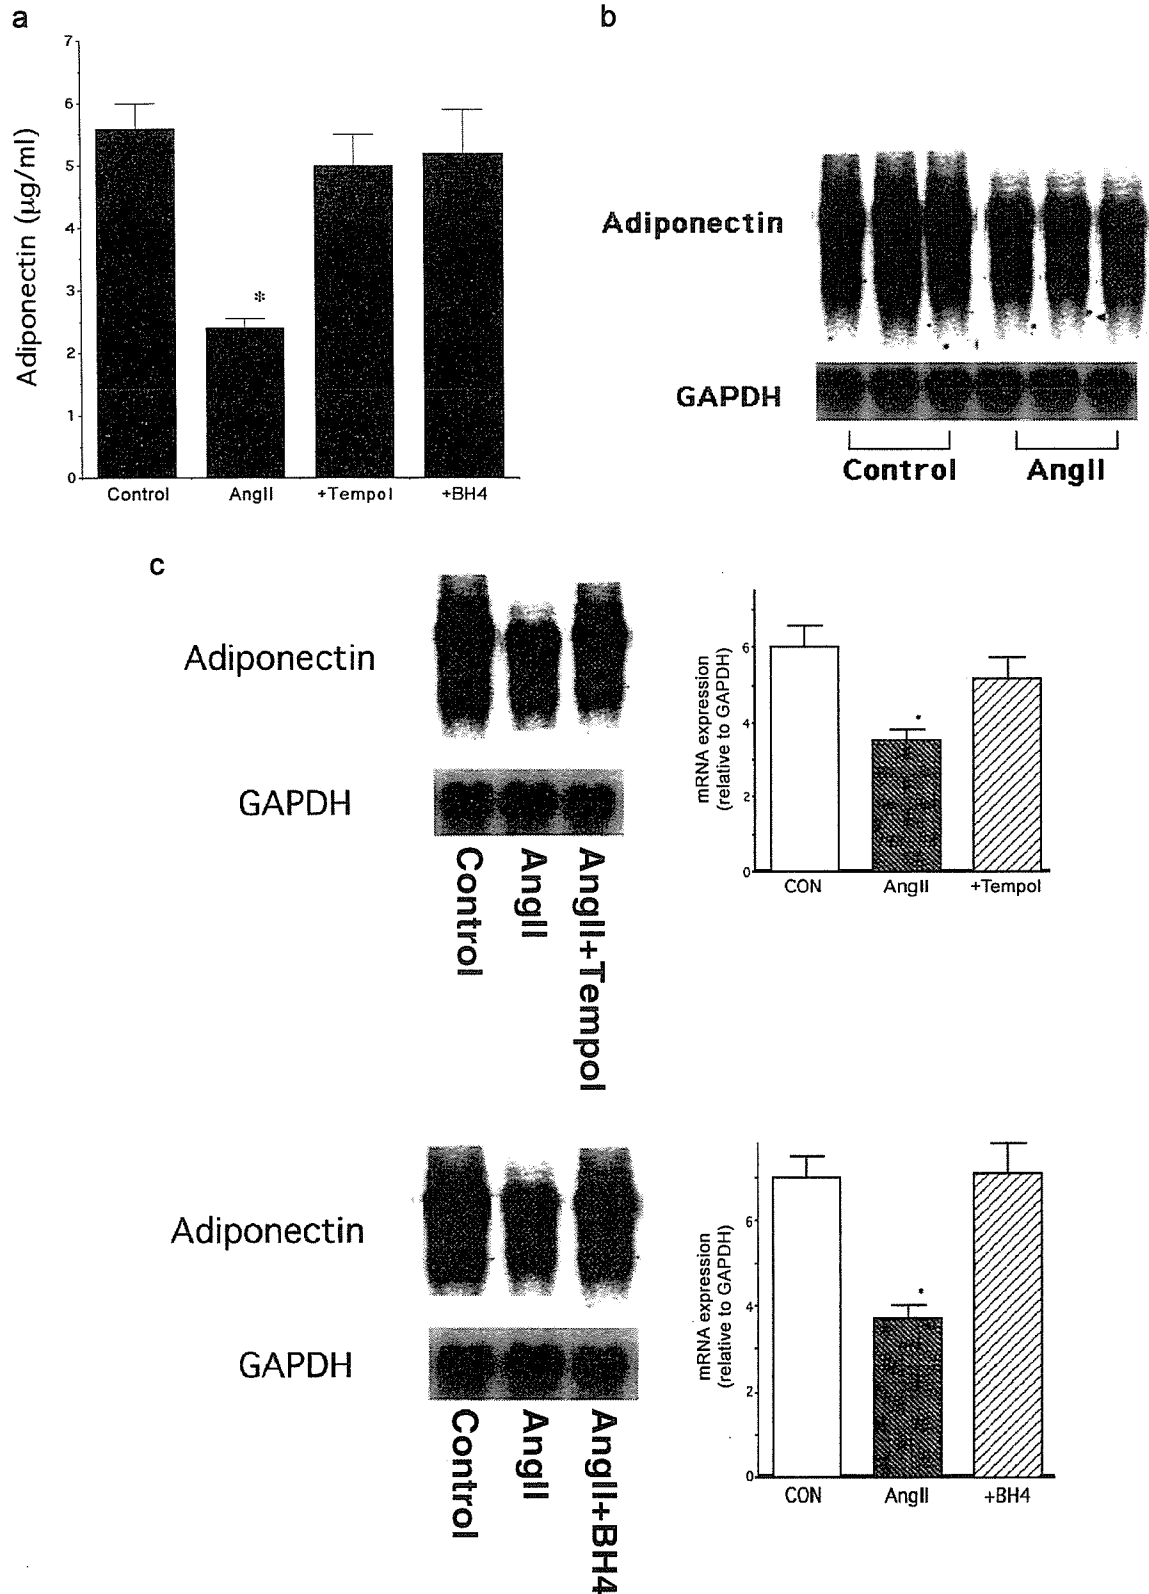 a
7
6
5
4
3
2
1
0
Adiponectin (µg/ml)
*
Control AngII +Tempol +BH4
b
Adiponectin
GAPDH
Control AngII
c
Adiponectin
GAPDH
Control
AngII
AngII+Tempol
mRNA expression
(relative to GAPDH)
6
4
2
0
CON AngII +Tempol
Adiponectin
GAPDH
Control
AngII
AngII+BH4
mRNA expression
(relative to GAPDH)
6
4
2
0
CON AngII +BH4